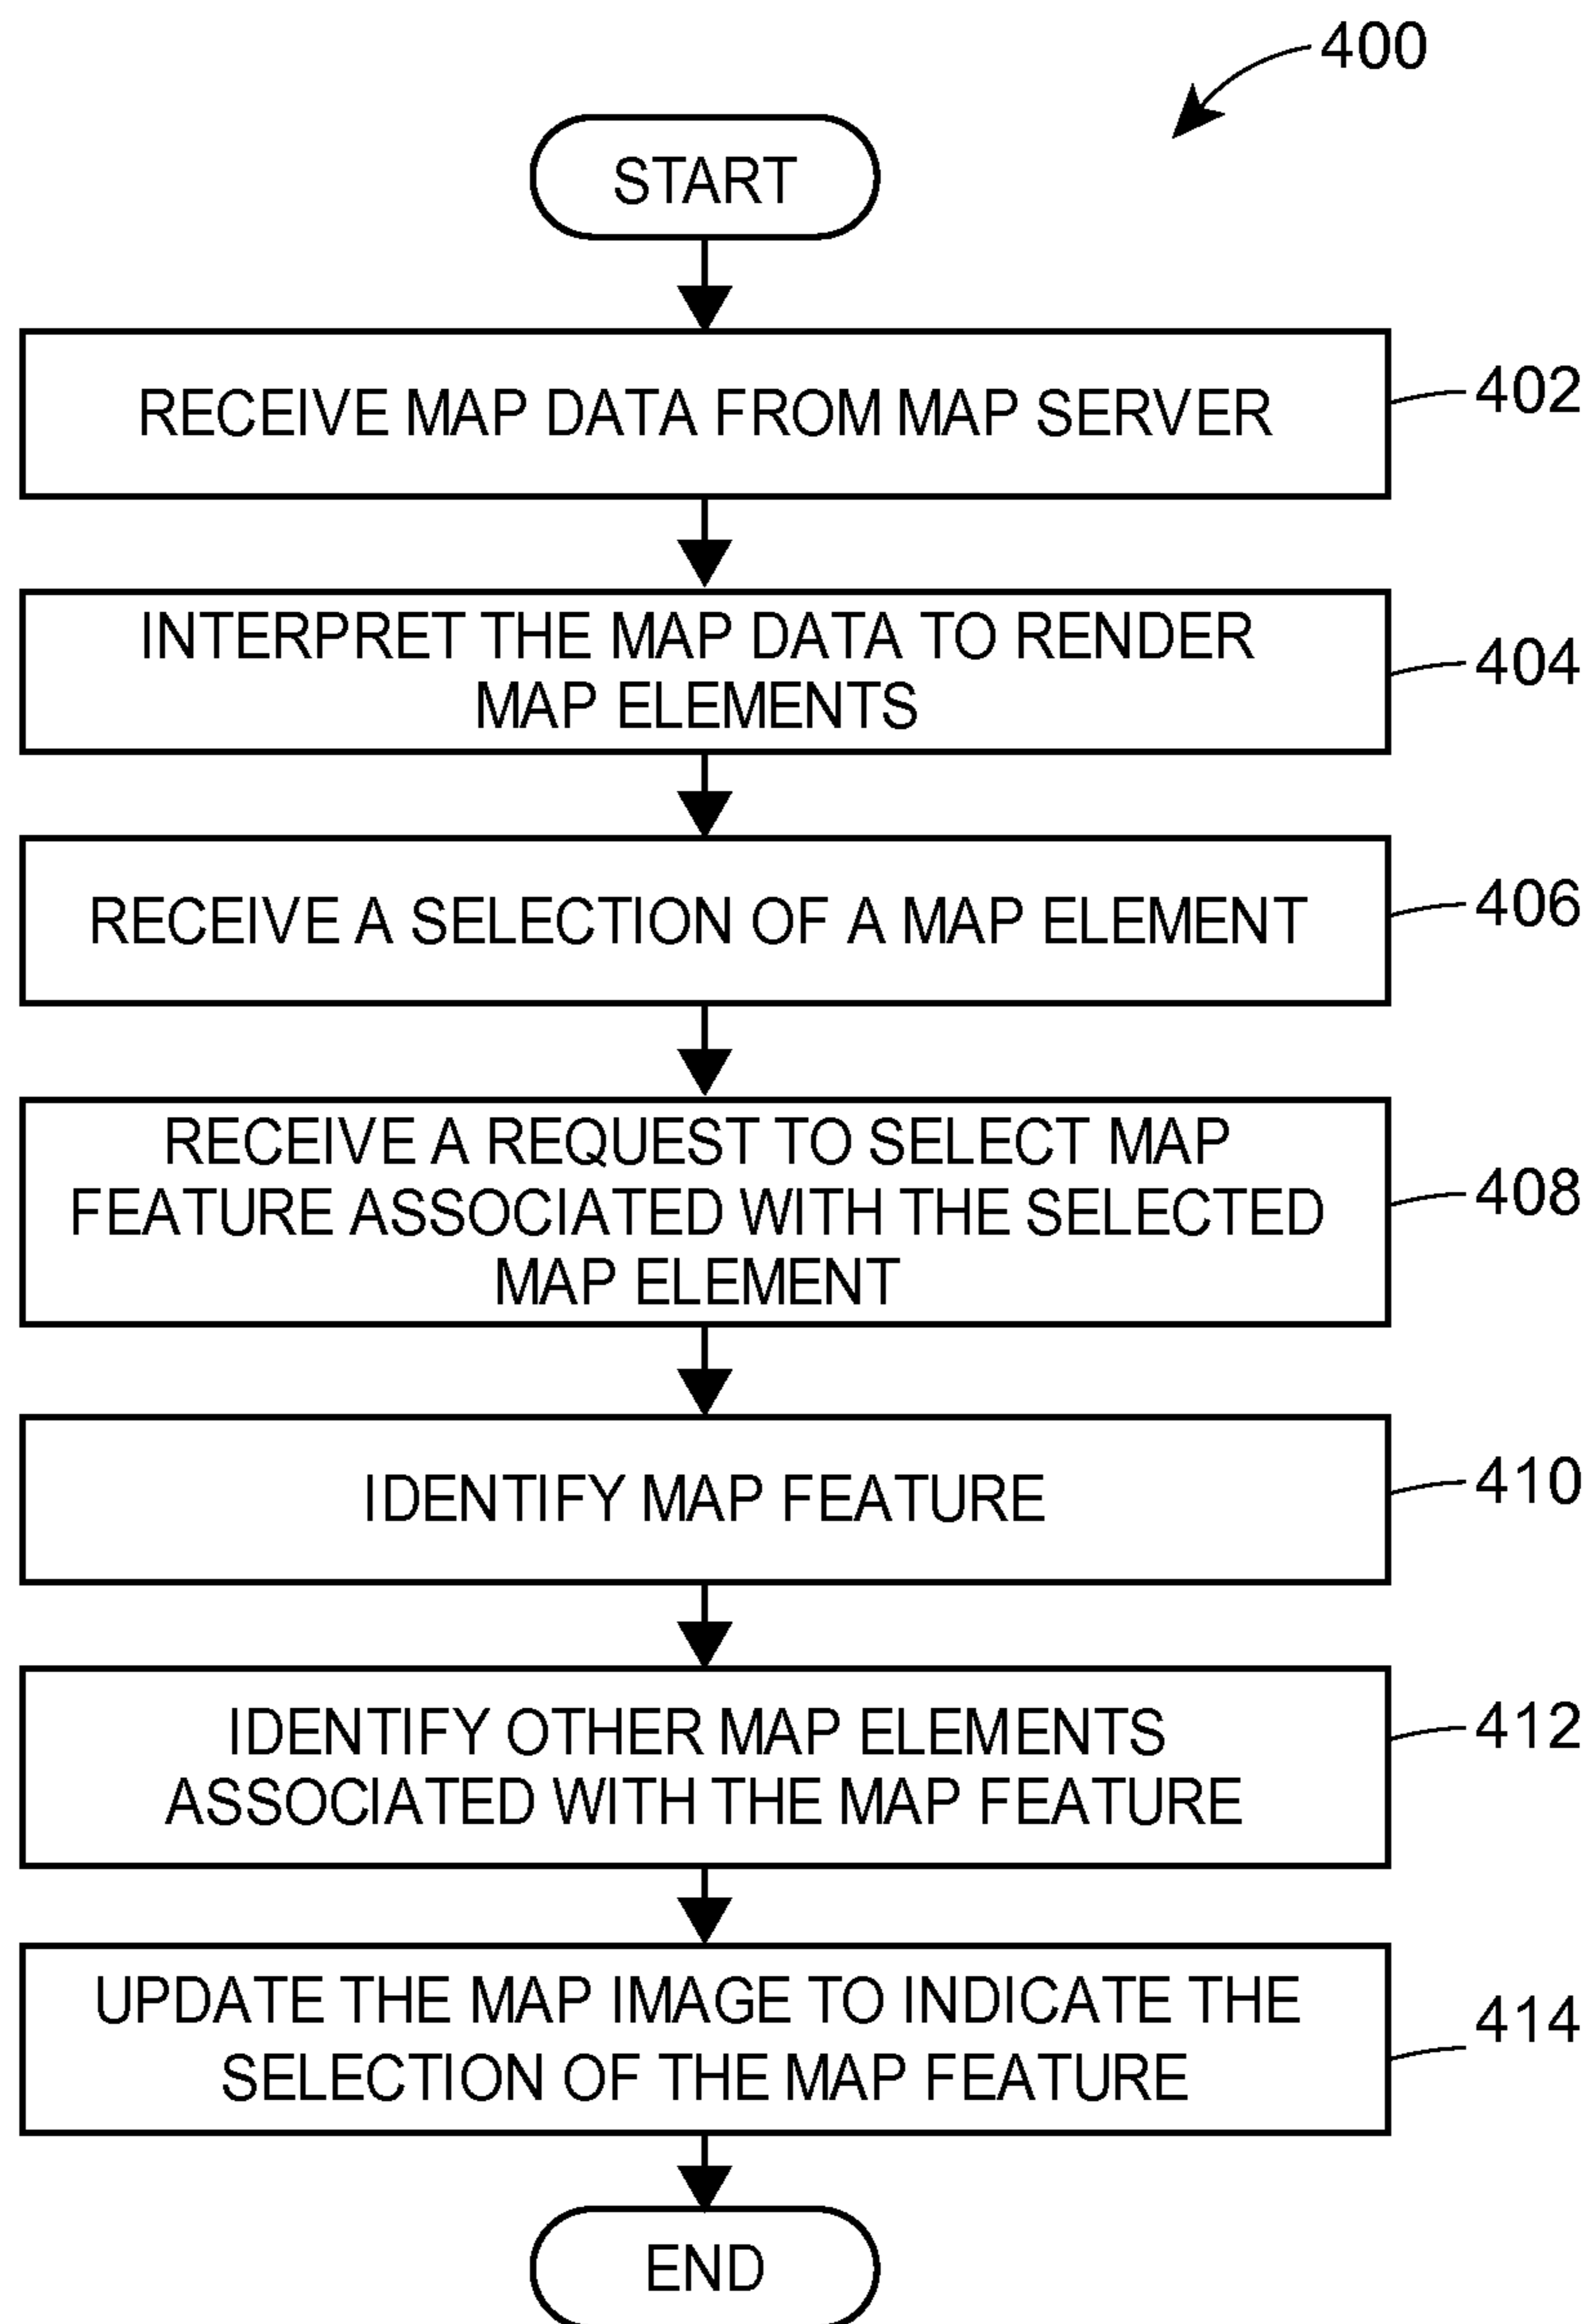 400
START
RECEIVE MAP DATA FROM MAP SERVER
402
INTERPRET THE MAP DATA TO RENDER
MAP ELEMENTS
404
RECEIVE A SELECTION OF A MAP ELEMENT
406
RECEIVE A REQUEST TO SELECT MAP
FEATURE ASSOCIATED WITH THE SELECTED
MAP ELEMENT
408
IDENTIFY MAP FEATURE
410
IDENTIFY OTHER MAP ELEMENTS
ASSOCIATED WITH THE MAP FEATURE
412
UPDATE THE MAP IMAGE TO INDICATE THE
SELECTION OF THE MAP FEATURE
414
END